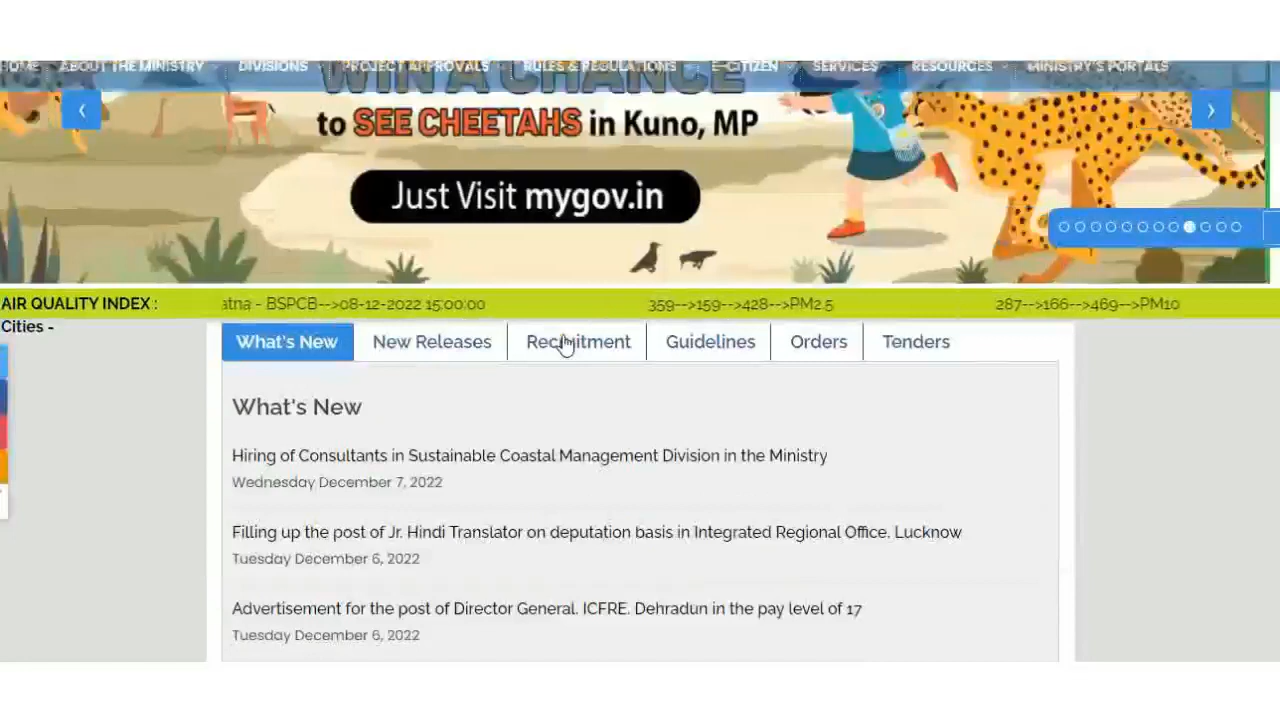 HOME ABOUT THE MINISTRY DIVISIONS PROJECT APPROVALS RULES & REGULATIONS E-CITIZEN SERVICES RESOURCES MINISTRY'S PORTALS
WIN A CHANCE
to SEE CHEETAHS in Kuno, MP
Just Visit mygov.in
AIR QUALITY INDEX : atna - BSPCB-->08-12-2022 15:00:00 359-->159-->428-->PM2.5 287-->166-->469-->PM10
Cities -
What's New New Releases Recruitment Guidelines Orders Tenders
What's New
Hiring of Consultants in Sustainable Coastal Management Division in the Ministry
Wednesday December 7, 2022
Filling up the post of Jr. Hindi Translator on deputation basis in Integrated Regional Office. Lucknow
Tuesday December 6, 2022
Advertisement for the post of Director General. ICFRE. Dehradun in the pay level of 17
Tuesday December 6, 2022